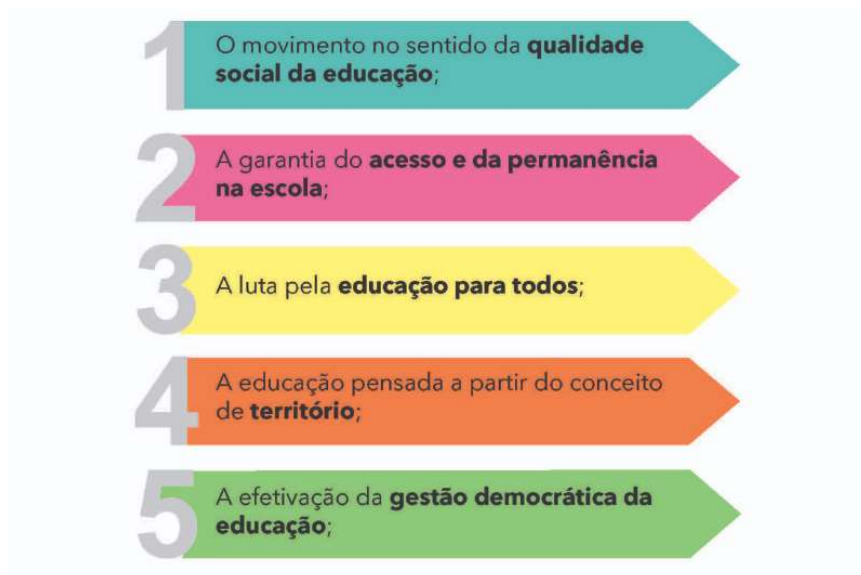 1
O movimento no sentido da qualidade
social da educação;
2
A garantia do acesso e da permanência
na escola;
3
A luta pela educação para todos;
4
A educação pensada a partir do conceito
de território;
5
A efetivação da gestão democrática da
educação;